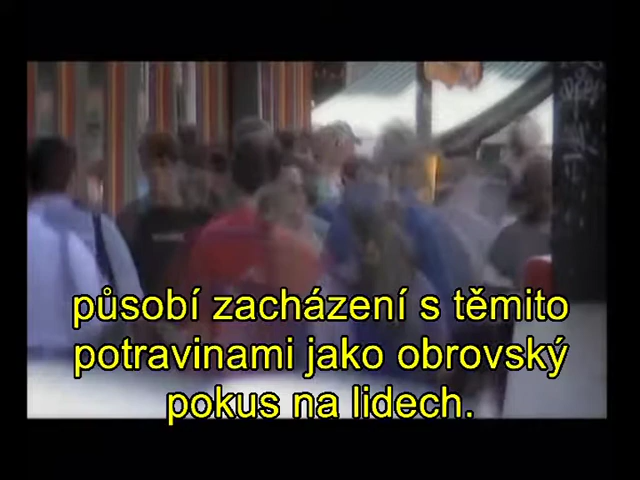 působí zacházení s těmito
potravinami jako obrovský
pokus na lidech.